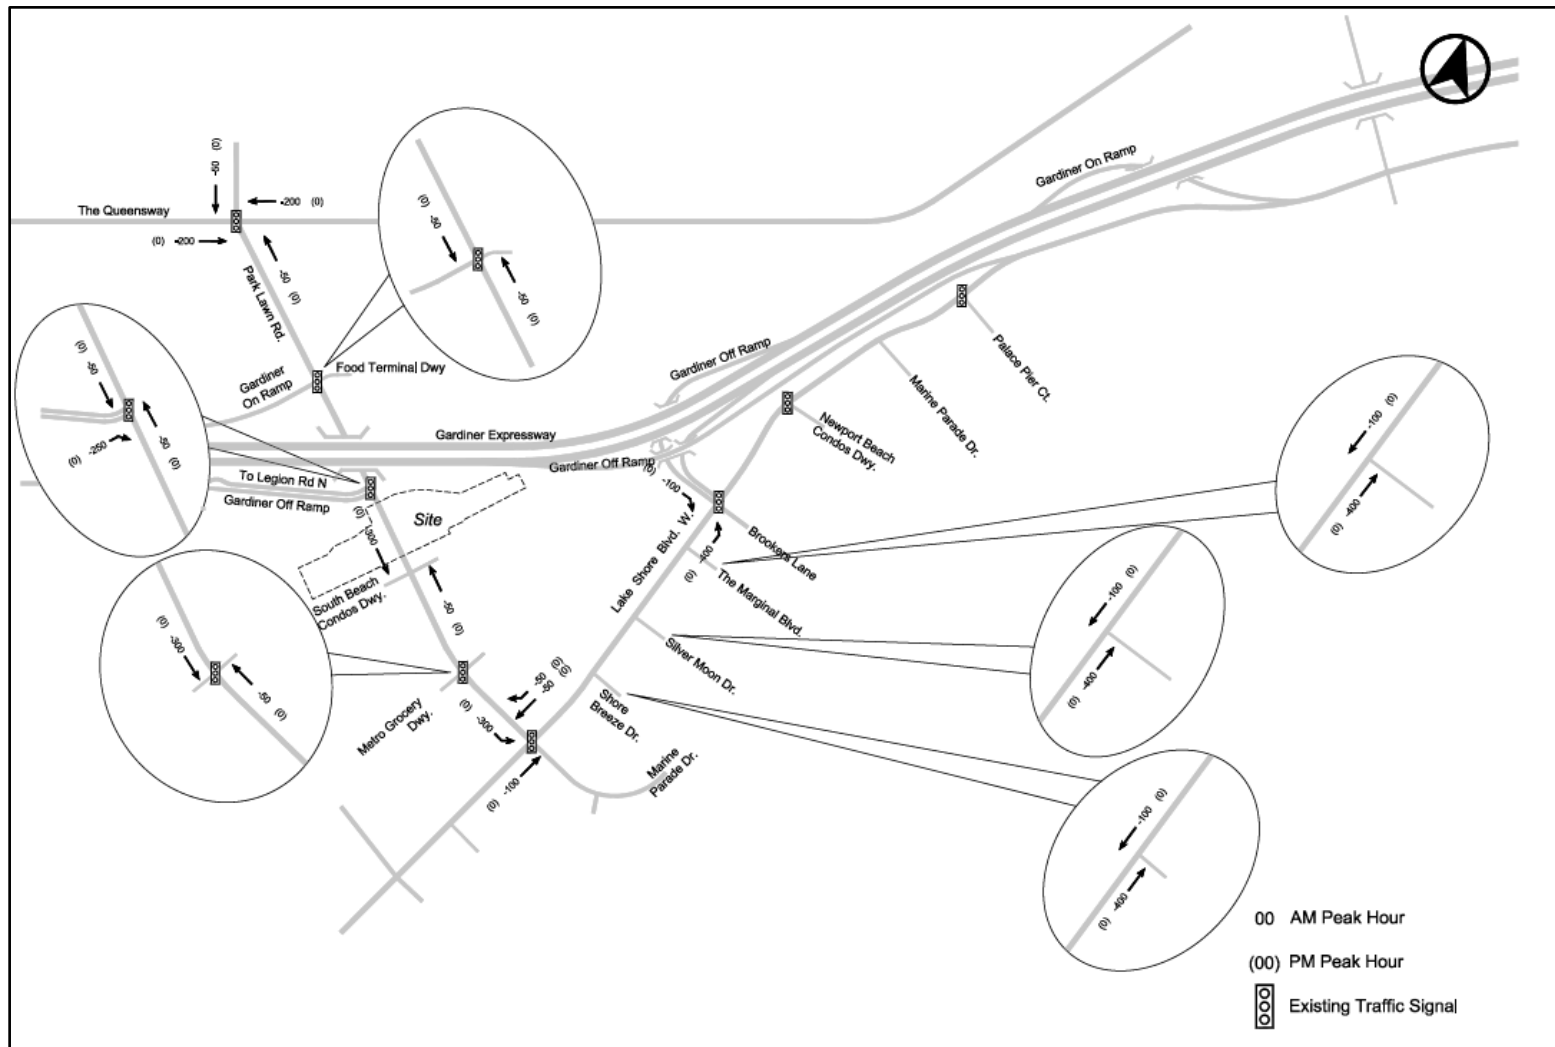 (0)
-50
-200 (0)
The Queensway
(0) -200
-50 (0)
Park Lawn Rd.
(0) -50
-50 (0)
Gardiner On Ramp
Gardiner
On Ramp
Food Terminal Dwy
Gardiner Off Ramp
Palace Pier Ct.
Marine Parade Dr.
Newport Beach
Condos Dwy.
(0) -50
-50 (0)
(0) -250
Gardiner Expressway
Gardiner Off Ramp
To Legion Rd N
Gardiner Off Ramp
(0) -300
Site
(0) -100
(0) -400
Lake Shore Blvd. W.
Brookers Lane
The Marginal Blvd.
-100 (0)
(0) -400
South Beach
Condos Dwy.
-50 (0)
Silver Moon Dr.
-100 (0)
(0) -400
(0) -300
-50 (0)
-50 (0)
-50 (0)
Shore
Breeze Dr.
Metro Grocery
Dwy.
(0) -300
(0) -100
Marine
Parade Dr.
-100 (0)
(0) -400
00 AM Peak Hour
(00) PM Peak Hour
Existing Traffic Signal